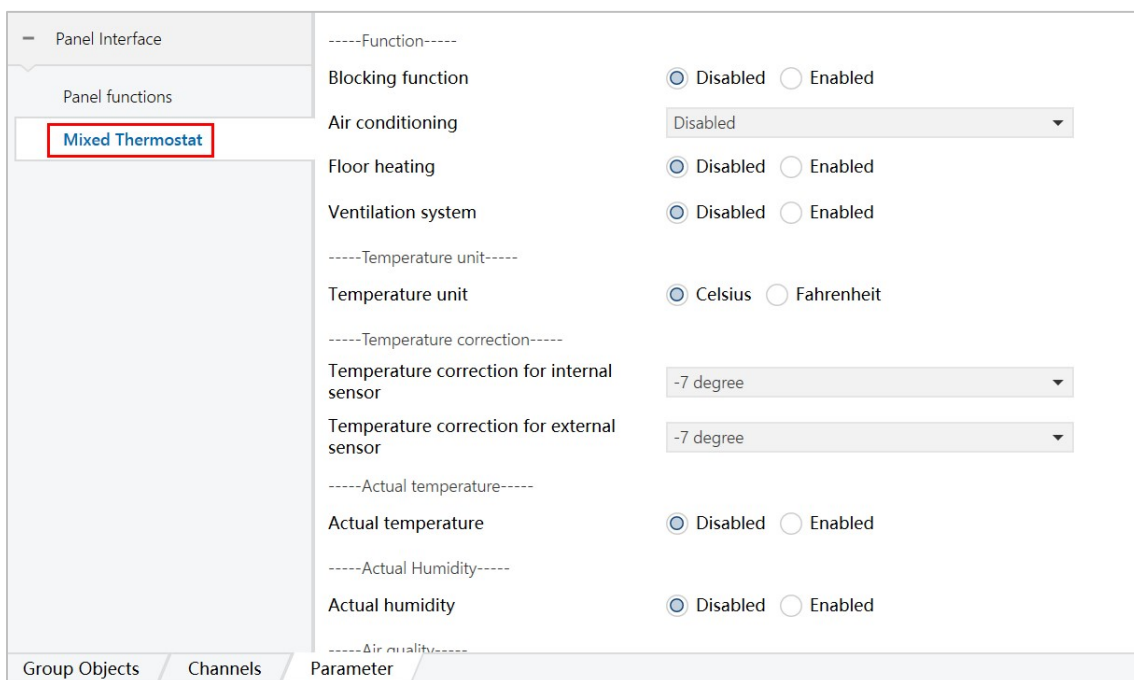 Panel Interface
Panel functions
Mixed Thermostat
-----Function-----
Blocking function Disabled Enabled
Air conditioning Disabled
Floor heating Disabled Enabled
Ventilation system Disabled Enabled
-----Temperature unit-----
Temperature unit Celsius Fahrenheit
-----Temperature correction-----
Temperature correction for internal
sensor
-7 degree
Temperature correction for external
sensor
-7 degree
-----Actual temperature-----
Actual temperature Disabled Enabled
-----Actual Humidity-----
Actual humidity Disabled Enabled
-----Air quality-----
Group Objects Channels Parameter